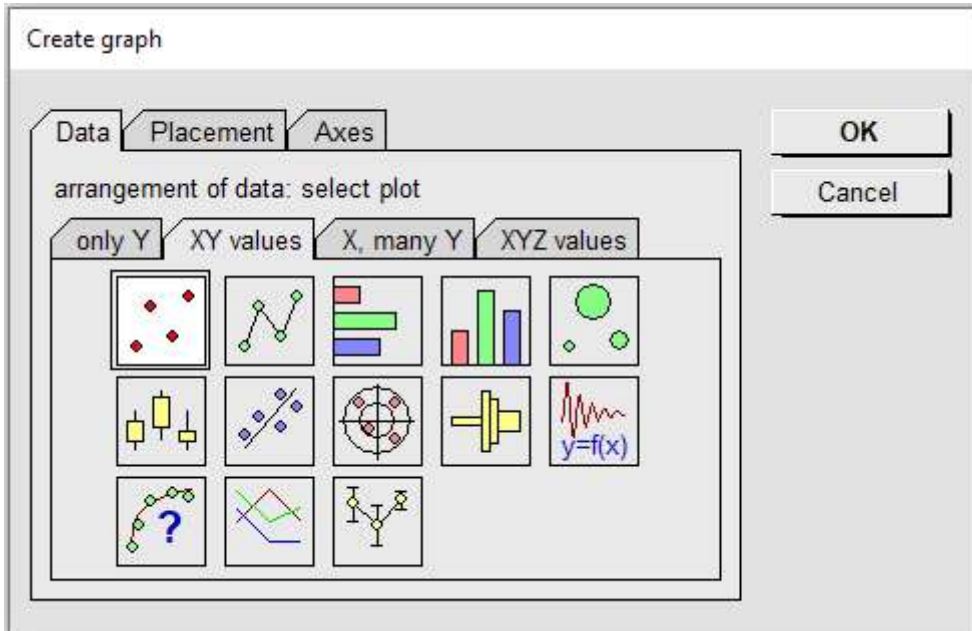 Create graph
Data Placement Axes
OK
arrangement of data: select plot
Cancel
only Y XY values X, many Y XYZ values
y=f(x)
?